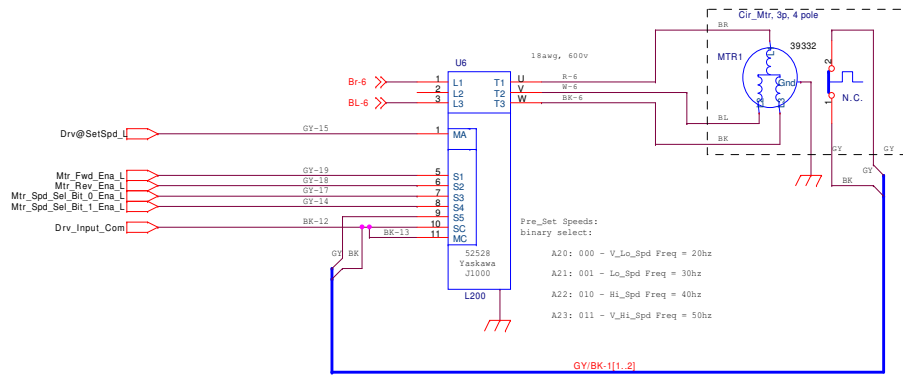 Cir_Mtr, 3p, 4 pole
BR
39332
MTR1
L1
L2
L3
Gnd
2
1
N.C.
BL
BK
GY
GY
GY
BK
18awg, 600v
U6
Br-6
1
L1
T1
U
R-6
2
L2
T2
V
W-6
BL-6
3
L3
T3
W
BK-6
Drv@SetSpd_L
GY-15
1
MA
Mtr_Fwd_Ena_L
GY-19
5
S1
Mtr_Rev_Ena_L
GY-18
6
S2
Mtr_Spd_Sel_Bit_0_Ena_L
GY-17
7
S3
Mtr_Spd_Sel_Bit_1_Ena_L
GY-14
8
S4
9
S5
Drv_Input_Com
BK-12
10
SC
BK-13
11
MC
GY
BK
52528
Yaskawa
J1000
L200
Pre_Set Speeds:
binary select:
A20: 000 - V_Lo_Spd Freq = 20hz
A21: 001 - Lo_Spd Freq = 30hz
A22: 010 - Hi_Spd Freq = 40hz
A23: 011 - V_Hi_Spd Freq = 50hz
GY/BK-1[1..2]